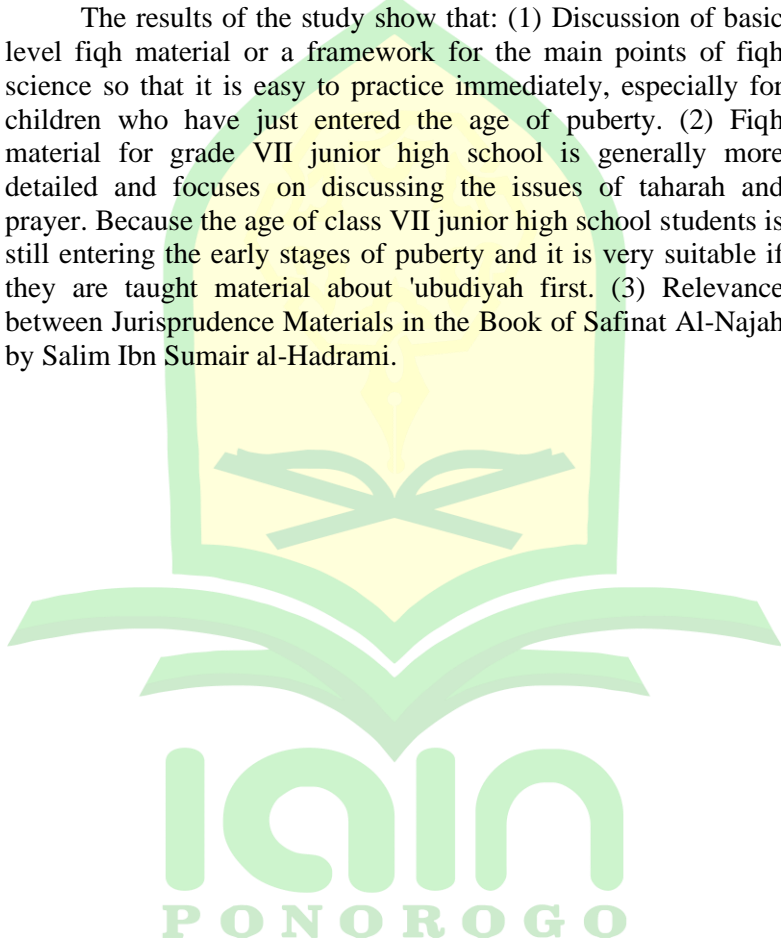 The results of the study show that: (1) Discussion of basic
level fiqh material or a framework for the main points of fiqh
science so that it is easy to practice immediately, especially for
children who have just entered the age of puberty. (2) Fiqh
material for grade VII junior high school is generally more
detailed and focuses on discussing the issues of taharah and
prayer. Because the age of class VII junior high school students is
still entering the early stages of puberty and it is very suitable if
they are taught material about 'ubudiyah first. (3) Relevance
between Jurisprudence Materials in the Book of Safinat Al-Najah
by Salim Ibn Sumair al-Hadrami.
IAIN
PONOROGO